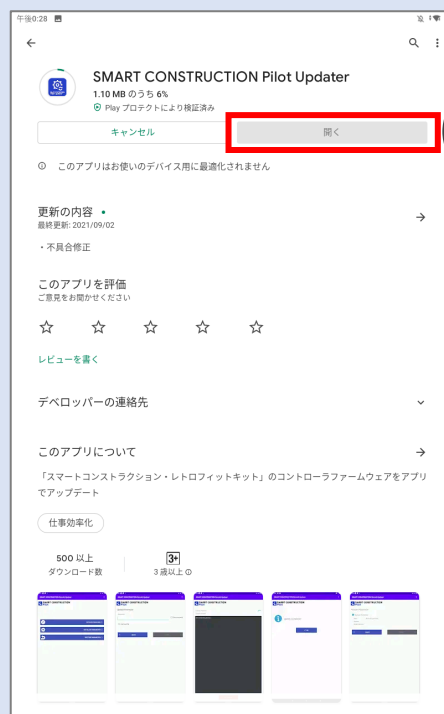 午後0:28
SMART CONSTRUCTION Pilot Updater
1.10 MB のうち 6%
Play プロテクトにより検証済み
キャンセル
開く
このアプリはお使いのデバイス用に最適化されません
更新の内容
最終更新: 2021/09/02
・不具合修正
このアプリを評価
ご意見をお聞かせください
レビューを書く
デベロッパーの連絡先
このアプリについて
「スマートコンストラクション・レトロフィットキット」のコントローラファームウェアをアプリ
でアップデート
仕事効率化
500 以上
ダウンロード数
3+
3 歳以上